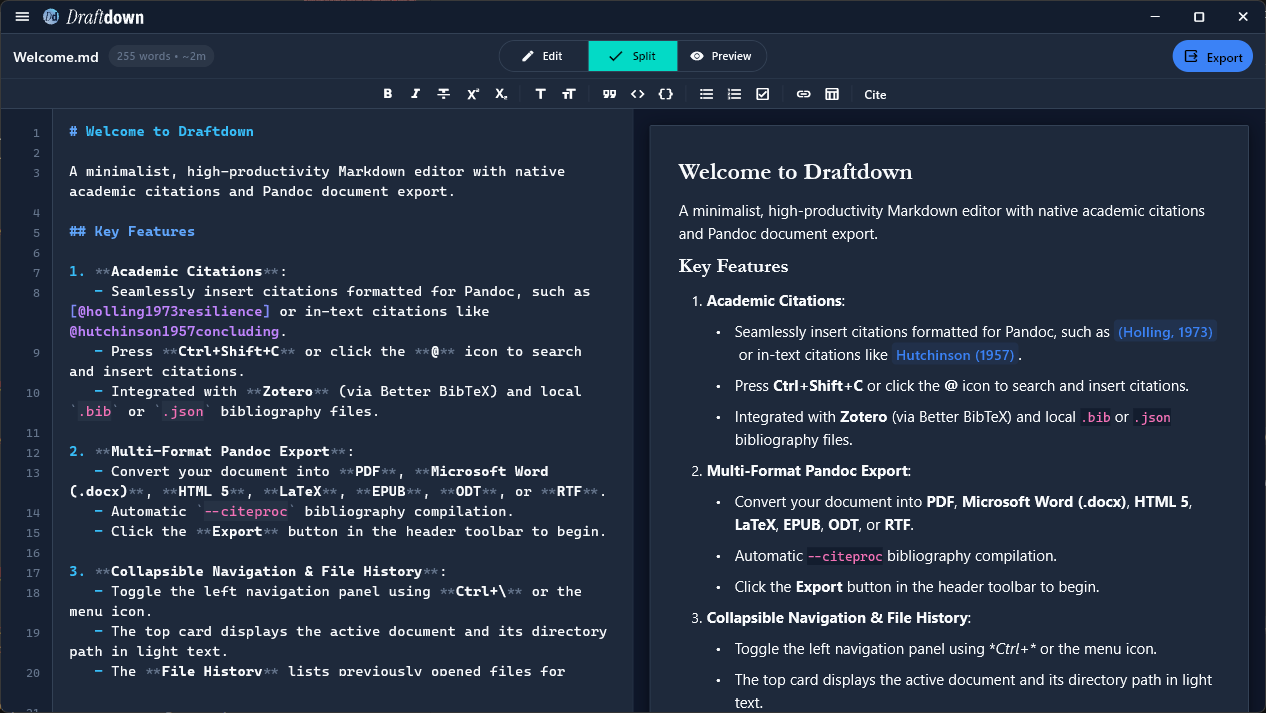 Draftdown
Welcome.md
255 words • ~2m
Edit
Split
Preview
Export
B I X² X₂ T TT Cite
1 # Welcome to Draftdown
2
3 A minimalist, high-productivity Markdown editor with native
academic citations and Pandoc document export.
4
5 ## Key Features
6
7 1. **Academic Citations**:
8 - Seamlessly insert citations formatted for Pandoc, such as
[@holling1973resilience] or in-text citations like
@hutchinson1957concluding.
9 - Press **Ctrl+Shift+C** or click the **@** icon to search
and insert citations.
10 - Integrated with **Zotero** (via Better BibTeX) and local
`.bib` or `.json` bibliography files.
11
12 2. **Multi-Format Pandoc Export**:
13 - Convert your document into **PDF**, **Microsoft Word
(.docx)**, **HTML 5**, **LaTeX**, **EPUB**, **ODT**, or **RTF**.
14 - Automatic `--citeproc` bibliography compilation.
15 - Click the **Export** button in the header toolbar to begin.
16
17 3. **Collapsible Navigation & File History**:
18 - Toggle the left navigation panel using **Ctrl+\** or the
menu icon.
19 - The top card displays the active document and its directory
path in light text.
20 - The **File History** lists previously opened files for
Welcome to Draftdown
A minimalist, high-productivity Markdown editor with native academic citations
and Pandoc document export.
Key Features
1. Academic Citations:
• Seamlessly insert citations formatted for Pandoc, such as (Holling, 1973)
or in-text citations like Hutchinson (1957).
• Press Ctrl+Shift+C or click the @ icon to search and insert citations.
• Integrated with Zotero (via Better BibTeX) and local .bib or .json
bibliography files.
2. Multi-Format Pandoc Export:
• Convert your document into PDF, Microsoft Word (.docx), HTML 5,
LaTeX, EPUB, ODT, or RTF.
• Automatic --citeproc bibliography compilation.
• Click the Export button in the header toolbar to begin.
3. Collapsible Navigation & File History:
• Toggle the left navigation panel using *Ctrl+* or the menu icon.
• The top card displays the active document and its directory path in light
text.